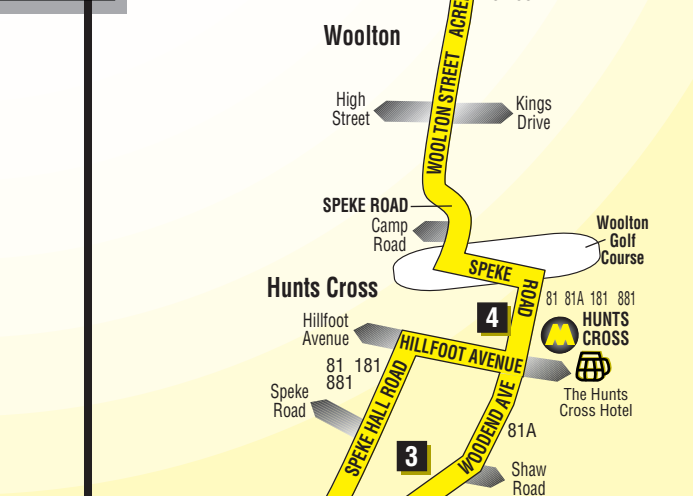 ACRE
Woolton
WOOLTON STREET
High
Street
Kings
Drive
SPEKE ROAD
Camp
Road
Woolton
Golf
Course
SPEKE
ROAD
Hunts Cross
81 81A 181 881
4
M
HUNTS
CROSS
Hillfoot
Avenue
HILLFOOT AVENUE
81 181
881
The Hunts
Cross Hotel
Speke
Road
SPEKE HALL ROAD
WOODEND AVE
81A
3
Shaw
Road